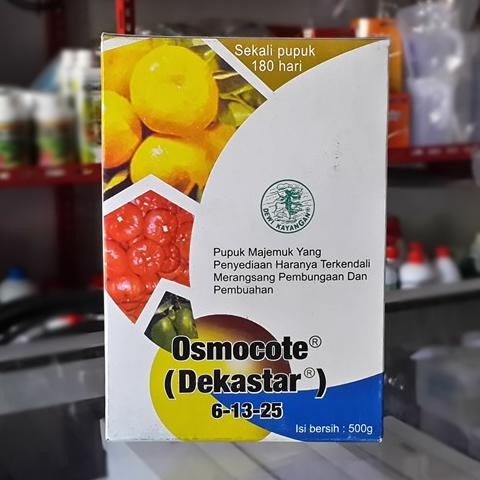 Sekali pupuk
180 hari
DEWI KAYANGAN
Pupuk Majemuk Yang
Penyediaan Haranya Terkendali
Merangsang Pembungaan Dan
Pembuahan
Osmocote®
(Dekastar®)
6-13-25
Isi bersih : 500g